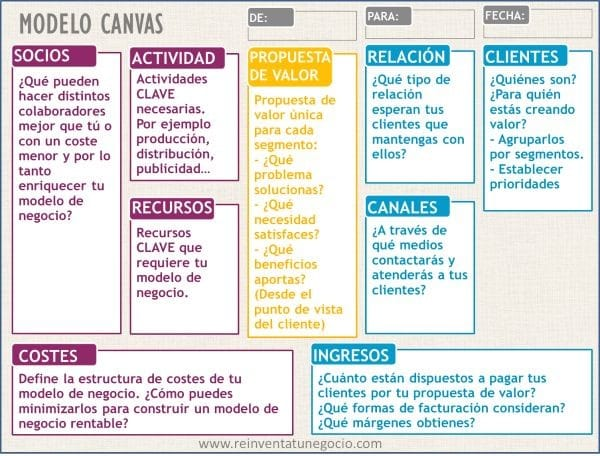 MODELO CANVAS
DE:
PARA:
FECHA:
SOCIOS
¿Qué pueden
hacer distintos
colaboradores
mejor que tú o
con un coste
menor y por lo
tanto
enriquecer tu
modelo de
negocio?
ACTIVIDAD
Actividades
CLAVE
necesarias.
Por ejemplo
producción,
distribución,
publicidad...
RECURSOS
Recursos
CLAVE que
requiere tu
modelo de
negocio.
PROPUESTA
DE VALOR
Propuesta de
valor única
para cada
segmento:
- ¿Qué
problema
solucionas?
- ¿Qué
necesidad
satisfaces?
- ¿Qué
beneficios
aportas?
(Desde el
punto de vista
del cliente)
RELACIÓN
¿Qué tipo de
relación
esperan tus
clientes que
mantengas con
ellos?
CANALES
¿A través de
qué medios
contactarás y
atenderás a tus
clientes?
CLIENTES
¿Quiénes son?
¿Para quién
estás creando
valor?
- Agruparlos
por segmentos.
- Establecer
prioridades
COSTES
Define la estructura de costes de tu
modelo de negocio. ¿Cómo puedes
minimizarlos para construir un modelo de
negocio rentable?
INGRESOS
¿Cuánto están dispuestos a pagar tus
clientes por tu propuesta de valor?
¿Qué formas de facturación consideran?
¿Qué márgenes obtienes?
www.reinventatunegocio.com